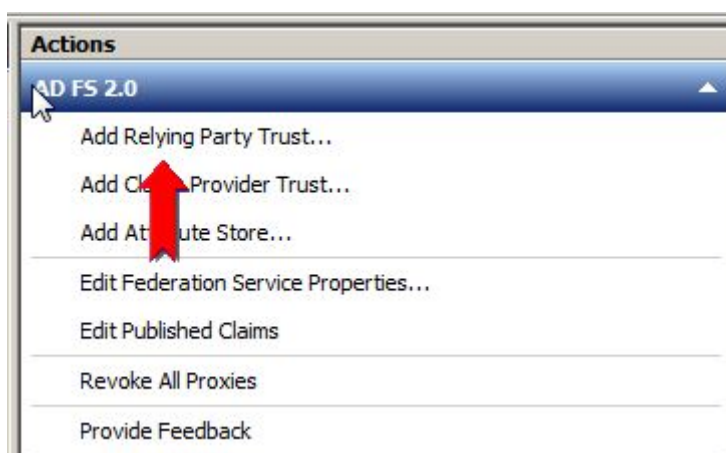 Actions
AD FS 2.0
Add Relying Party Trust...
Add Provider Trust...
Add Store...
Edit Federation Service Properties...
Edit Published Claims
Revoke All Proxies
Provide Feedback